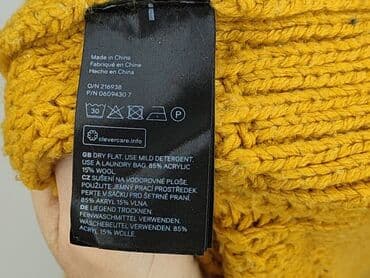 Made in China
Fabriqué en Chine
Hecho en China
O/N 216938
P/N 0609430 7
30
P
clevercare.info
GB DRY FLAT. USE MILD DETERGENT.
USE A LAUNDRY BAG. 85% ACRYLIC
15% WOOL
CZ SUŠENÍ NA VODOROVNÉ PLOŠE.
POUŽIJTE JEMNÝ PRACÍ PROSTŘEDEK.
PERTE V SÁČKU PRO ŠETRNÉ PRANÍ.
85% AKRYL 15% VLNA
DE LIEGEND TROCKNEN.
FEINWASCHMITTEL VERWENDEN.
WÄSCHEBEUTEL VERWENDEN. 85%
ACRYL 15% WOLLE